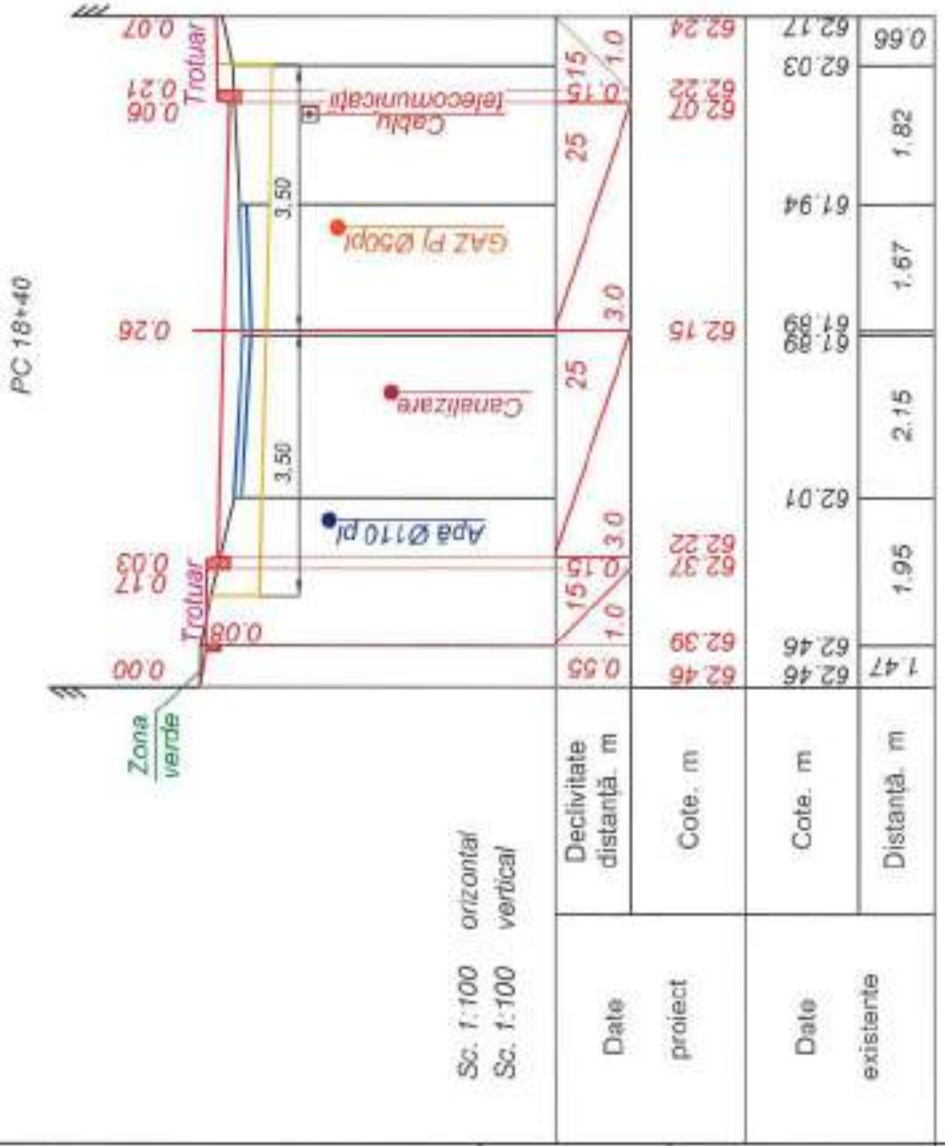 PC 18+40
Zona
verde
0.00
0.08
Trotuar
0.17
0.03
0.26
0.06
0.21
Trotuar
0.07
3.50
3.50
Apă Ø110 pl
Canalizare
GAZ Pj Ø50pl
Cablu
telecomunicații
Sc. 1:100 orizontal
Sc. 1:100 vertical
Date
proiect
Declivitate
distanță. m
0.55
15
1.0
0.15
25
3.0
25
3.0
0.15
15
1.0
Cote. m
62.46
62.39
62.37
62.22
62.15
62.07
62.22
62.24
Date
existente
Cote. m
62.46
62.46
62.01
61.89
61.89
61.94
62.03
62.17
Distanță. m
1.47
1.95
2.15
1.67
1.82
0.66